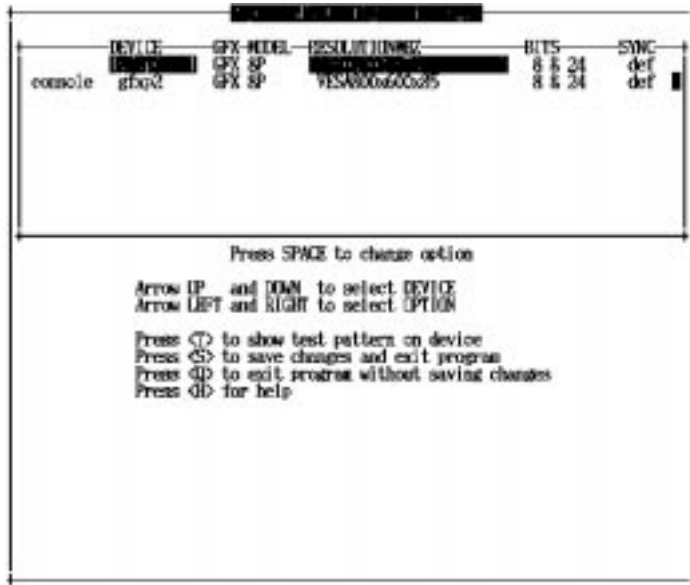 DEVICE GFX MODEL RESOLUTION@HZ BITS SYNC
GFX 8P 8 & 24 def
console gfxp2 GFX 8P VESA800x600x85 8 & 24 def
Press SPACE to change option
Arrow UP and DOWN to select DEVICE
Arrow LEFT and RIGHT to select OPTION
Press <T> to show test pattern on device
Press <S> to save changes and exit program
Press <Q> to exit program without saving changes
Press <H> for help